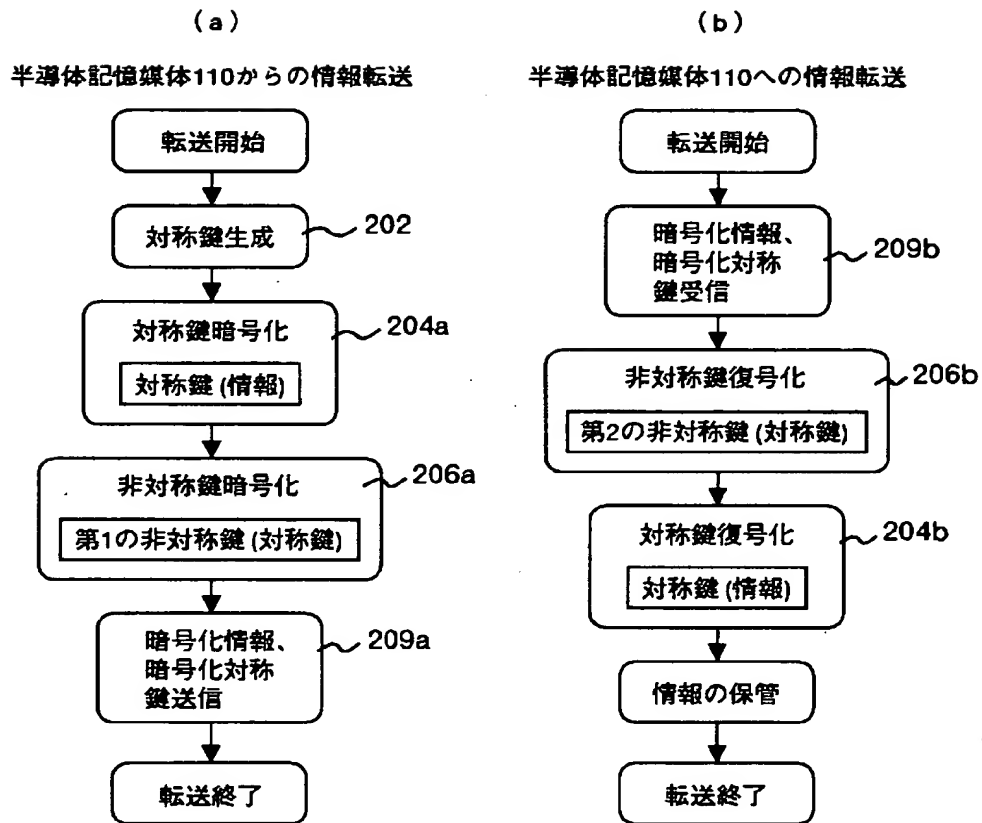 (a)
半導体記憶媒体110からの情報転送
転送開始
対称鍵生成
202
対称鍵暗号化
204a
対称鍵(情報)
非対称鍵暗号化
206a
第1の非対称鍵(対称鍵)
暗号化情報、
暗号化対称
鍵送信
209a
転送終了
(b)
半導体記憶媒体110への情報転送
転送開始
暗号化情報、
暗号化対称
鍵受信
209b
非対称鍵復号化
206b
第2の非対称鍵(対称鍵)
対称鍵復号化
204b
対称鍵(情報)
情報の保管
転送終了